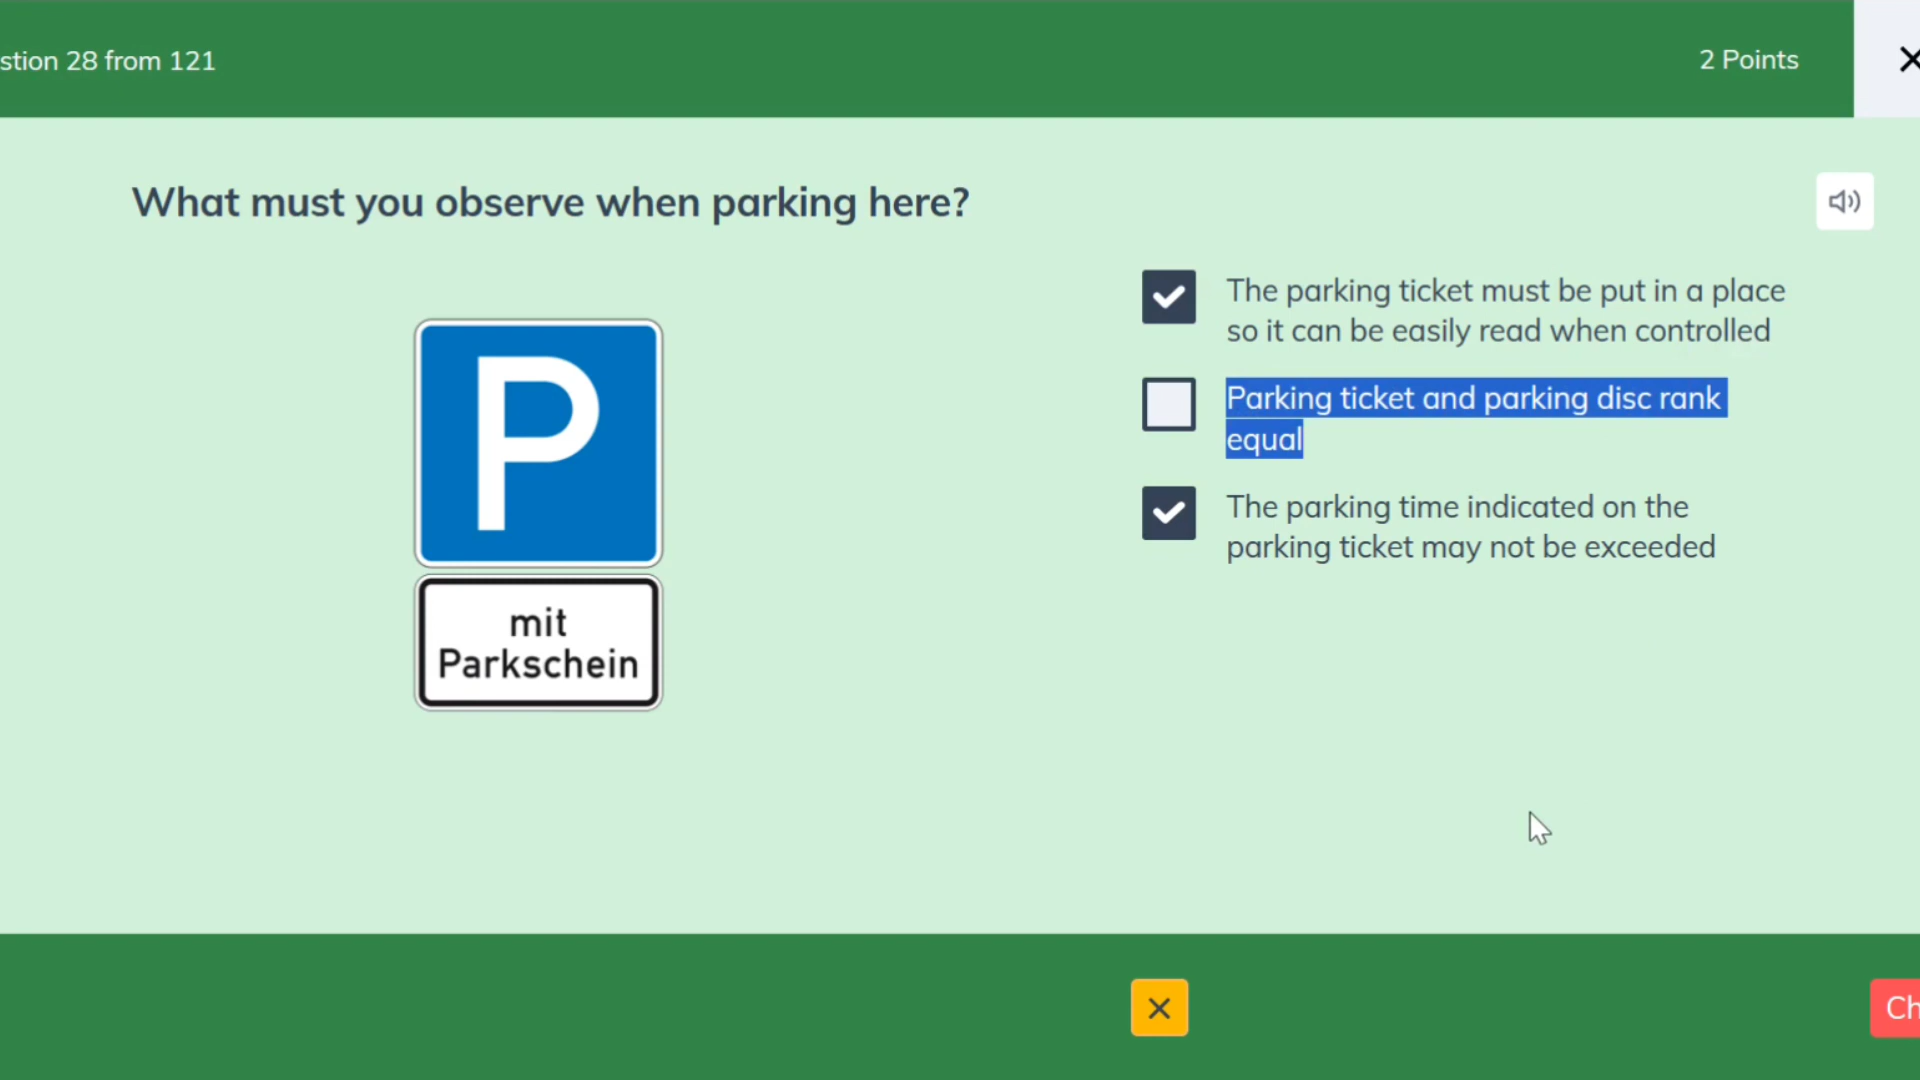 stion 28 from 121
2 Points
What must you observe when parking here?
P
mit
Parkschein
The parking ticket must be put in a place
so it can be easily read when controlled
Parking ticket and parking disc rank
equal
The parking time indicated on the
parking ticket may not be exceeded
Ch